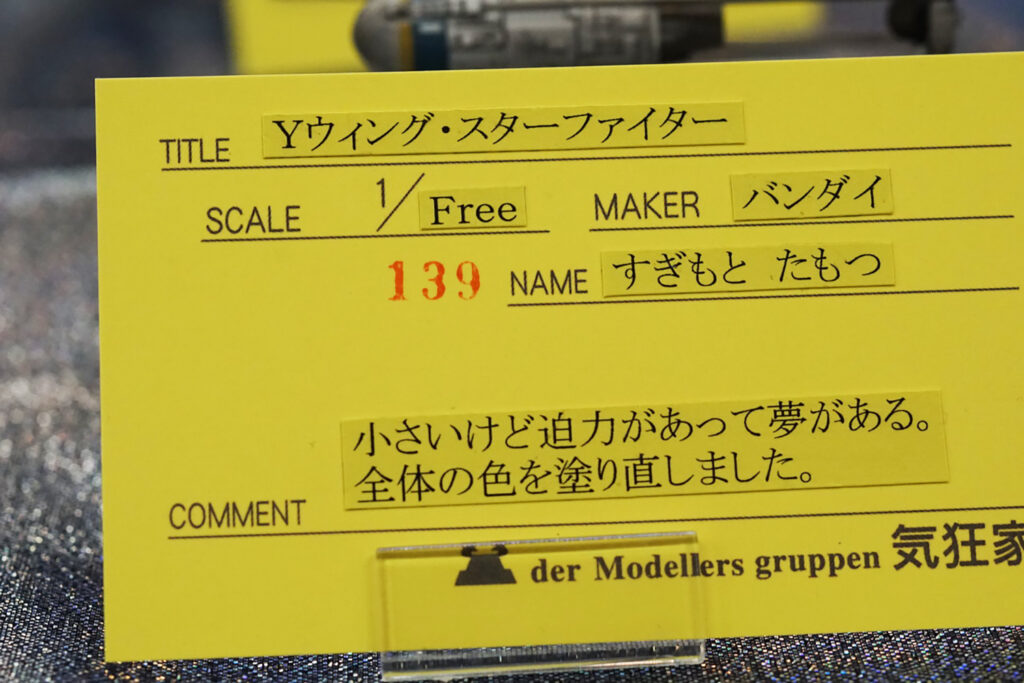 TITLE Yウィング・スターファイター
SCALE 1/Free MAKER バンダイ
139 NAME すぎもと たもつ
小さいけど迫力があって夢がある。
全体の色を塗り直しました。
COMMENT
der Modellers gruppen 気狂家